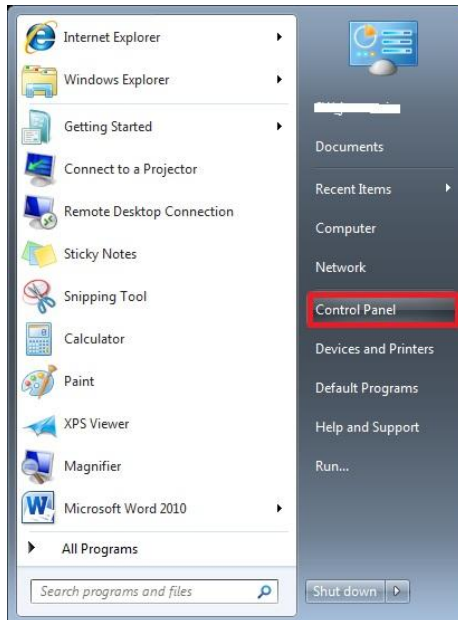 Internet Explorer
Windows Explorer
Getting Started
Connect to a Projector
Remote Desktop Connection
Sticky Notes
Snipping Tool
Calculator
Paint
XPS Viewer
Magnifier
Microsoft Word 2010
All Programs
Search programs and files
Documents
Recent Items
Computer
Network
Control Panel
Devices and Printers
Default Programs
Help and Support
Run...
Shut down